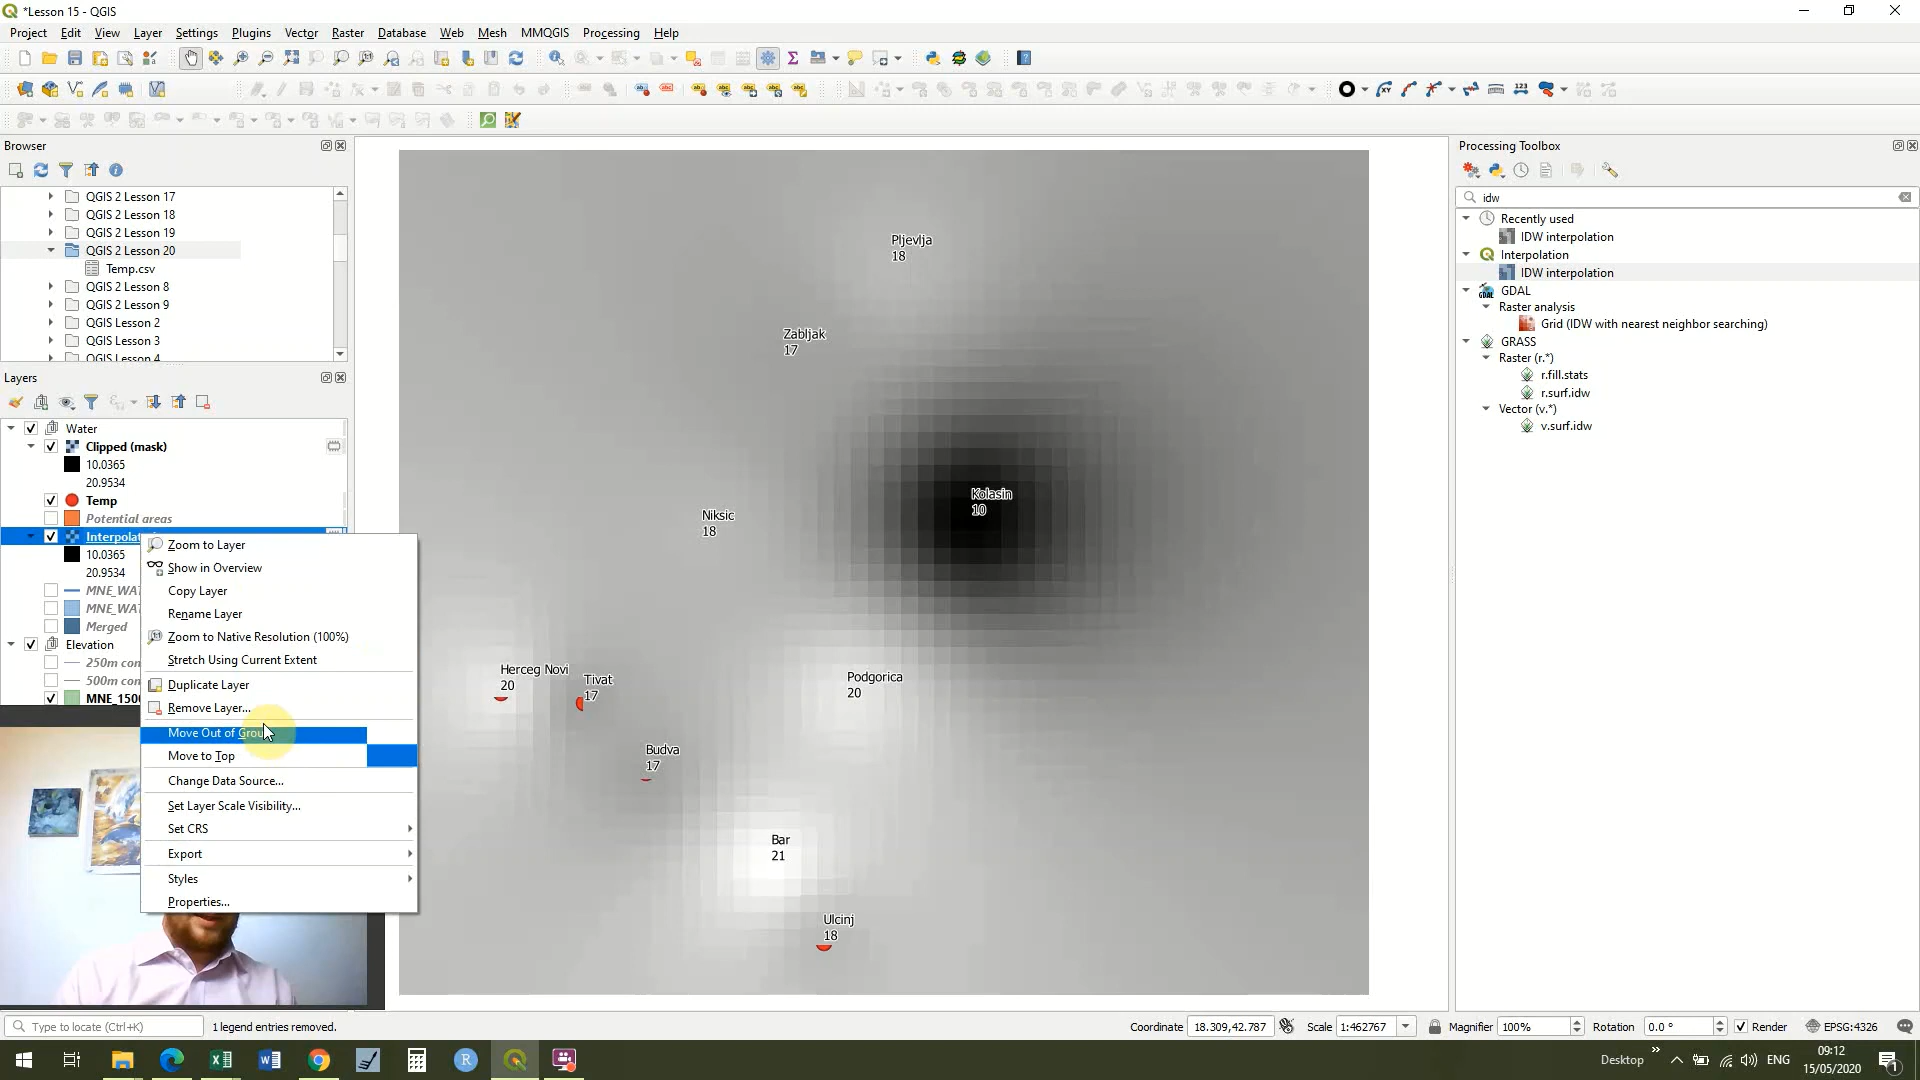 *Lesson 15 - QGIS
Project Edit View Layer Settings Plugins Vector Raster Database Web Mesh MMQGIS Processing Help
Browser
QGIS 2 Lesson 17
QGIS 2 Lesson 18
QGIS 2 Lesson 19
QGIS 2 Lesson 20
Temp.csv
QGIS 2 Lesson 8
QGIS 2 Lesson 9
QGIS Lesson 2
QGIS Lesson 3
QGIS Lesson 4
Layers
Water
Clipped (mask)
10.0365
20.9534
Temp
Potential areas
Interpolat
10.0365
20.9534
MNE_WAT
MNE_WAT
Merged
Elevation
250m con
500m con
MNE_1500
Zoom to Layer
Show in Overview
Copy Layer
Rename Layer
Zoom to Native Resolution (100%)
Stretch Using Current Extent
Duplicate Layer
Remove Layer...
Move Out of Group
Move to Top
Change Data Source...
Set Layer Scale Visibility...
Set CRS
Export
Styles
Properties...
Pljevlja
18
Zabljak
17
Kolasin
10
Niksic
18
Herceg Novi
20
Tivat
17
Podgorica
20
Budva
17
Bar
21
Ulcinj
18
Processing Toolbox
idw
Recently used
IDW interpolation
Interpolation
IDW interpolation
GDAL
Raster analysis
Grid (IDW with nearest neighbor searching)
GRASS
Raster (r.*)
r.fill.stats
r.surf.idw
Vector (v.*)
v.surf.idw
Type to locate (Ctrl+K) 1 legend entries removed. Coordinate 18.309,42.787 Scale 1:462767 Magnifier 100% Rotation 0.0 ° Render EPSG:4326
Desktop » ENG 09:12
15/05/2020